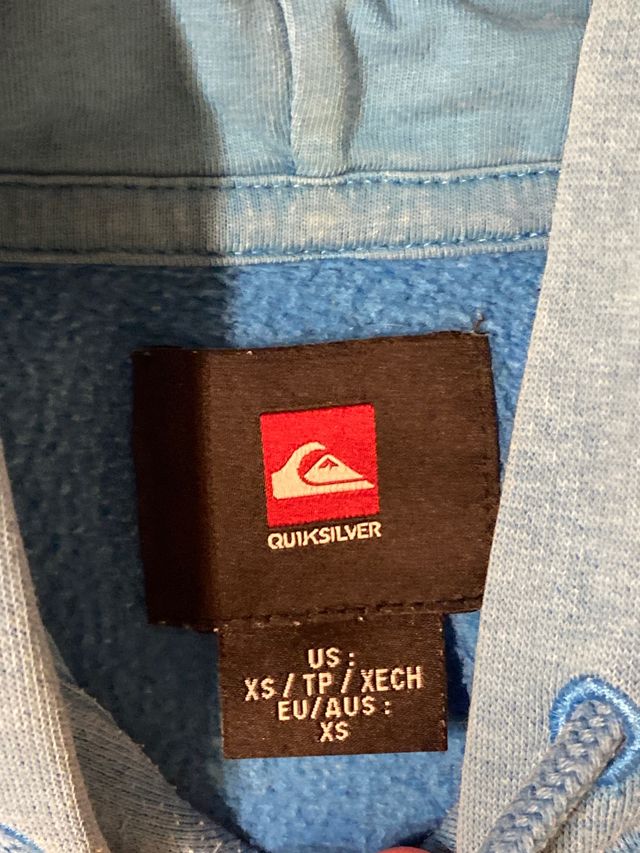 QUIKSILVER
US :
XS / TP / XECH
EU/AUS :
XS